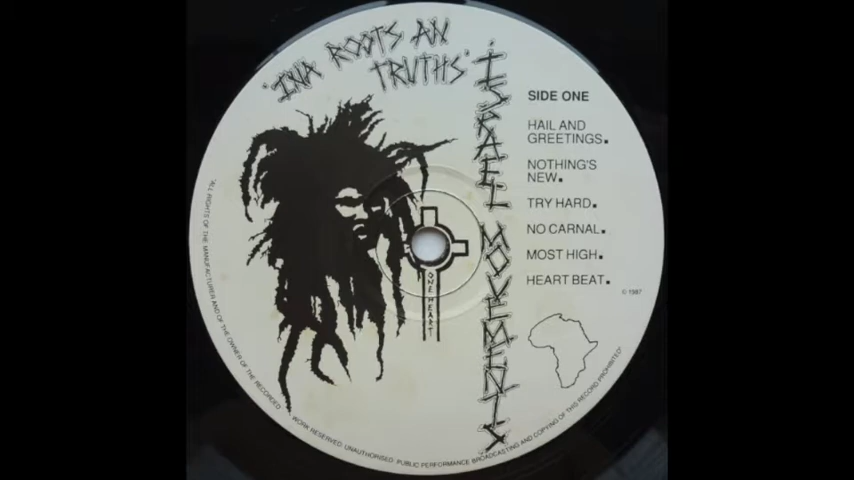 "INA ROOTS AN
TRUTHS"
ISRAEL MOVEMENTS
SIDE ONE
HAIL AND
GREETINGS.
NOTHING'S
NEW.
TRY HARD.
NO CARNAL.
MOST HIGH.
HEART BEAT.
© 1987
ONE HEART
"ALL RIGHTS OF THE MANUFACTURER AND OF THE OWNER OF THE RECORDED WORK RESERVED. UNAUTHORISED PUBLIC PERFORMANCE BROADCASTING AND COPYING OF THIS RECORD PROHIBITED"